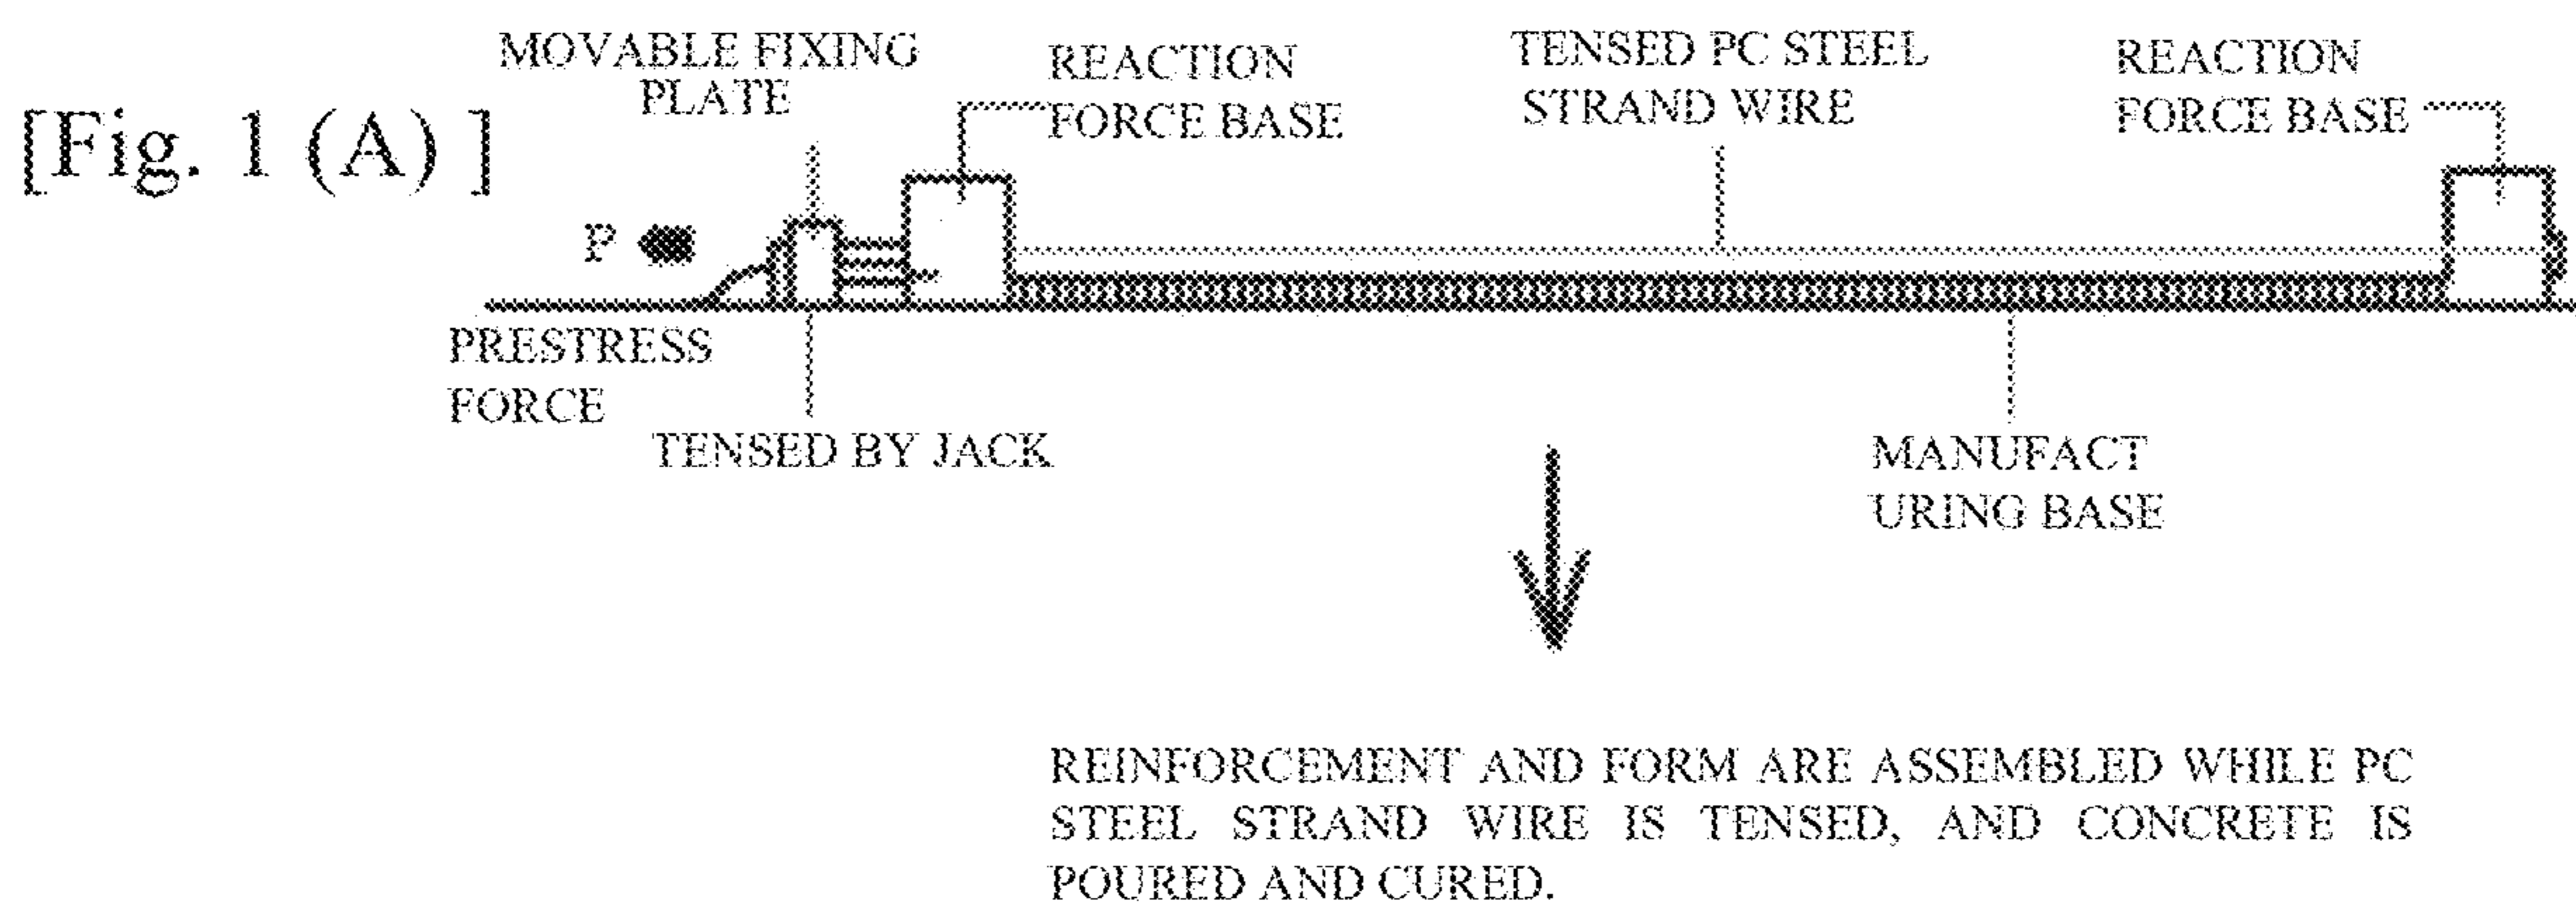 [Fig. 1 (A) ]
MOVABLE FIXING
PLATE
REACTION
FORCE BASE
TENSED PC STEEL
STRAND WIRE
REACTION
FORCE BASE
P
PRESTRESS
FORCE
TENSED BY JACK
MANUFACT
URING BASE
REINFORCEMENT AND FORM ARE ASSEMBLED WHILE PC
STEEL STRAND WIRE IS TENSED, AND CONCRETE IS
POURED AND CURED.